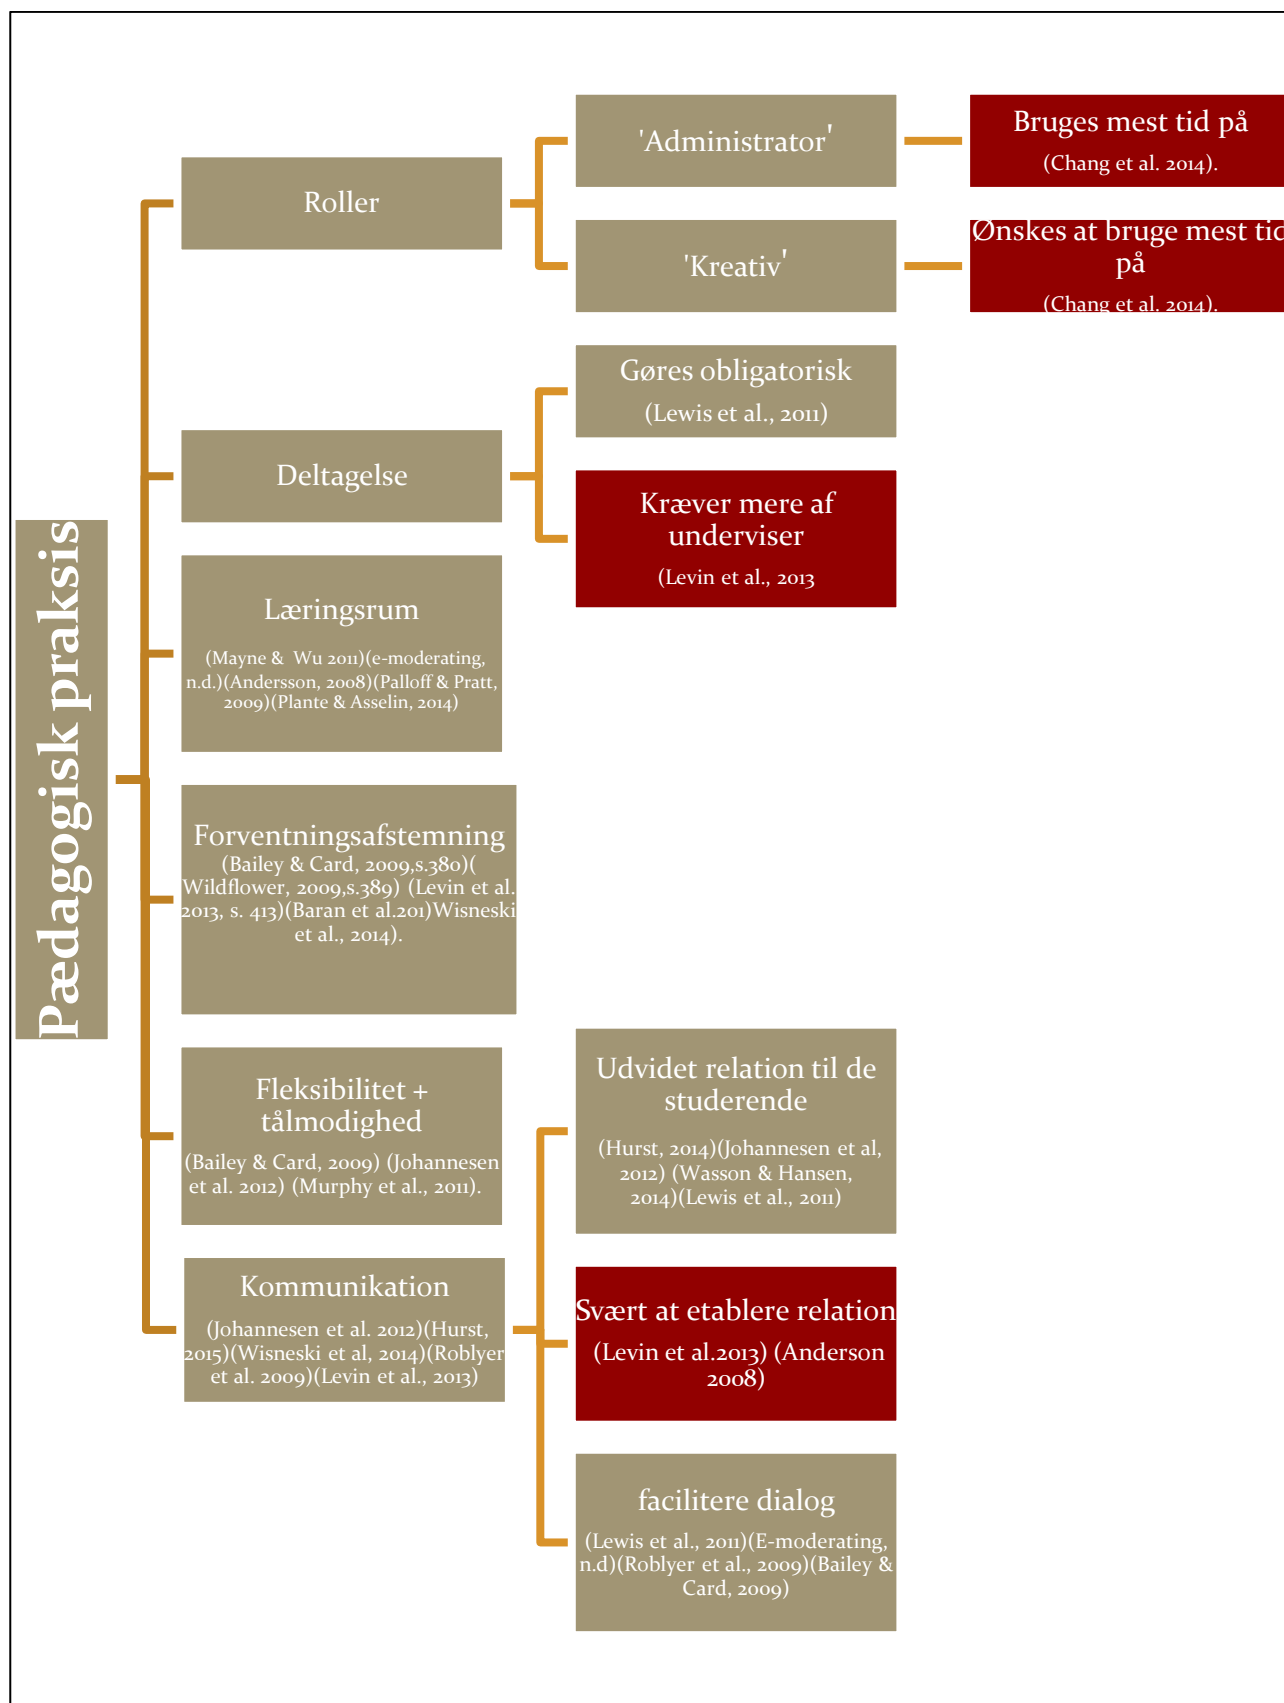 Pædagogisk praksis
Roller
'Administrator'
Bruges mest tid på
(Chang et al. 2014).
'Kreativ'
Ønskes at bruge mest tid
på
(Chang et al. 2014).
Deltagelse
Gøres obligatorisk
(Lewis et al., 2011)
Kræver mere af
underviser
(Levin et al., 2013
Læringsrum
(Mayne & Wu 2011)(e-moderating,
n.d.)(Andersson, 2008)(Palloff & Pratt,
2009)(Plante & Asselin, 2014)
Forventningsafstemning
(Bailey & Card, 2009,s.380)(
Wildflower, 2009,s.389) (Levin et al.
2013, s. 413)(Baran et al.201)Wisneski
et al., 2014).
Fleksibilitet +
tålmodighed
(Bailey & Card, 2009) (Johannesen
et al. 2012) (Murphy et al., 2011).
Kommunikation
(Johannesen et al. 2012)(Hurst,
2015)(Wisneski et al, 2014)(Roblyer
et al. 2009)(Levin et al., 2013)
Udvidet relation til de
studerende
(Hurst, 2014)(Johannesen et al,
2012) (Wasson & Hansen,
2014)(Lewis et al., 2011)
Svært at etablere relation
(Levin et al.2013) (Anderson
2008)
facilitere dialog
(Lewis et al., 2011)(E-moderating,
n.d)(Roblyer et al., 2009)(Bailey &
Card, 2009)